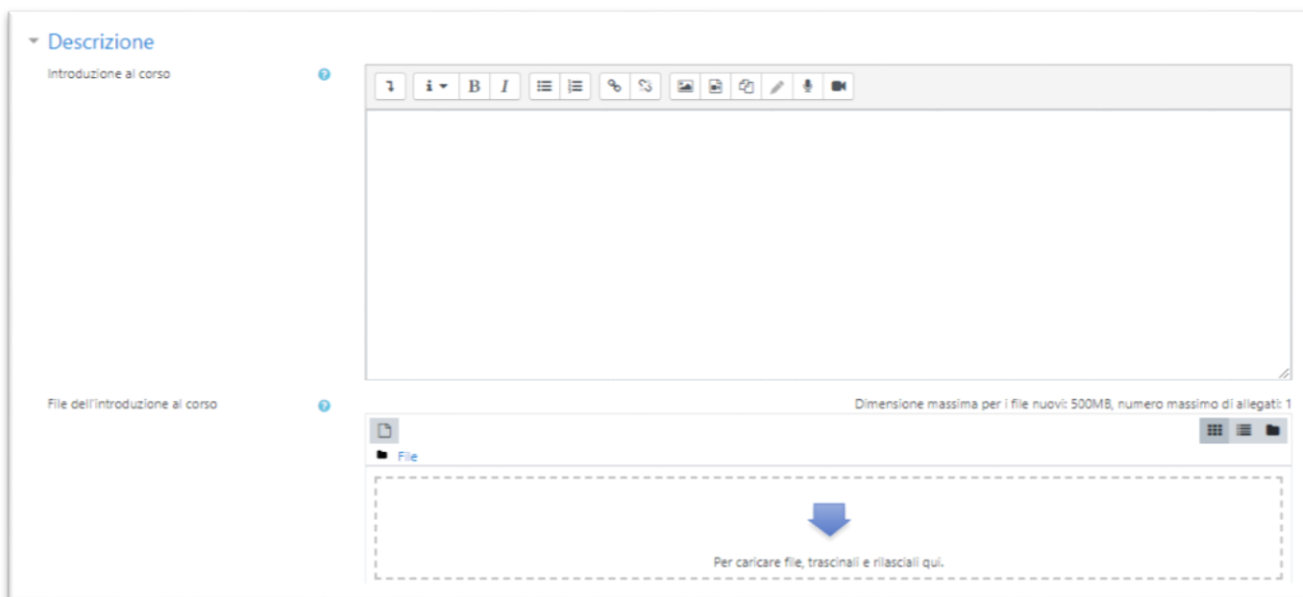 Descrizione
Introduzione al corso
i B I
File dell'introduzione al corso
Dimensione massima per i file nuovi: 500MB, numero massimo di allegati: 1
File
Per caricare file, trascinali e rilasciali qui.